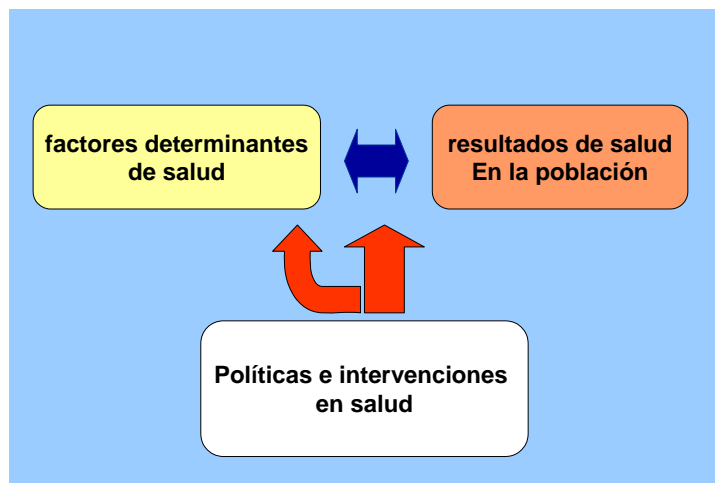 factores determinantes
de salud
resultados de salud
En la población
Políticas e intervenciones
en salud